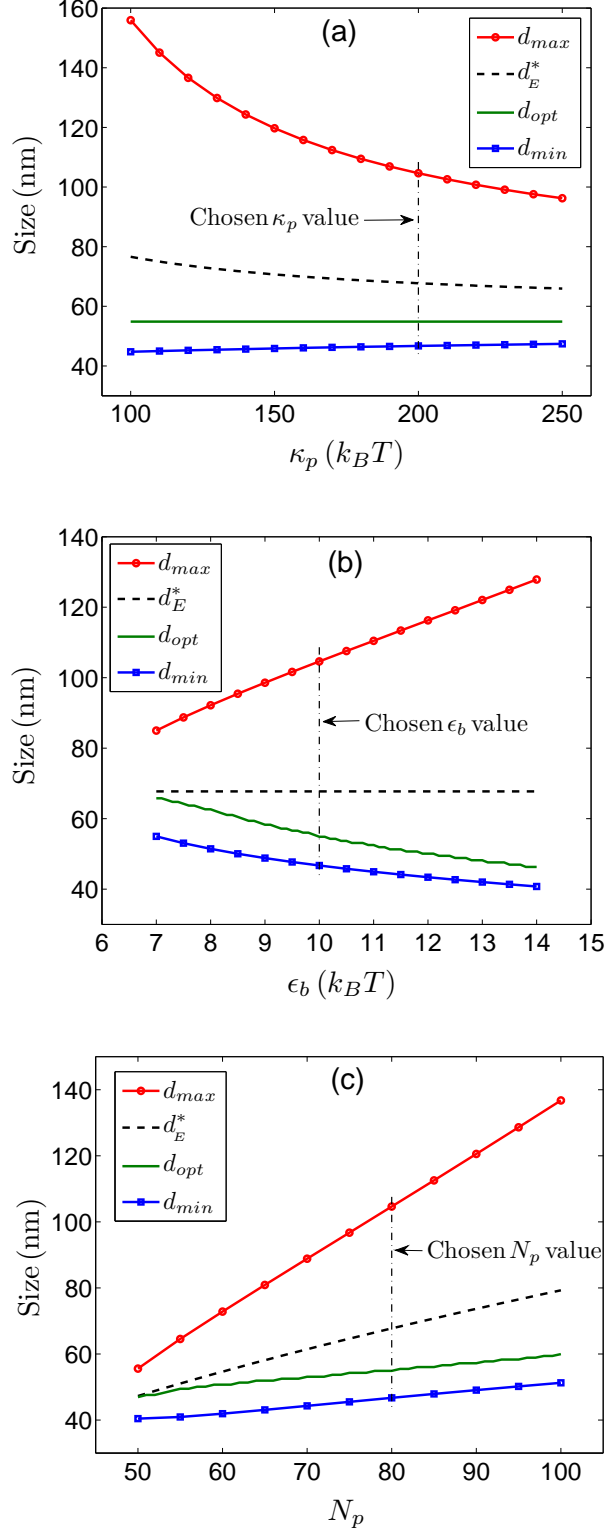 160
140
120
100
80
60
40
Size (nm)
(a)
d_max
d_E^*
d_opt
d_min
Chosen κ_p value
100
150
200
250
κ_p (k_BT)
140
120
100
80
60
40
Size (nm)
(b)
d_max
d_E^*
d_opt
d_min
Chosen ϵ_b value
6
7
8
9
10
11
12
13
14
15
ϵ_b (k_BT)
140
120
100
80
60
40
Size (nm)
(c)
d_max
d_E^*
d_opt
d_min
Chosen N_p value
50
60
70
80
90
100
N_p